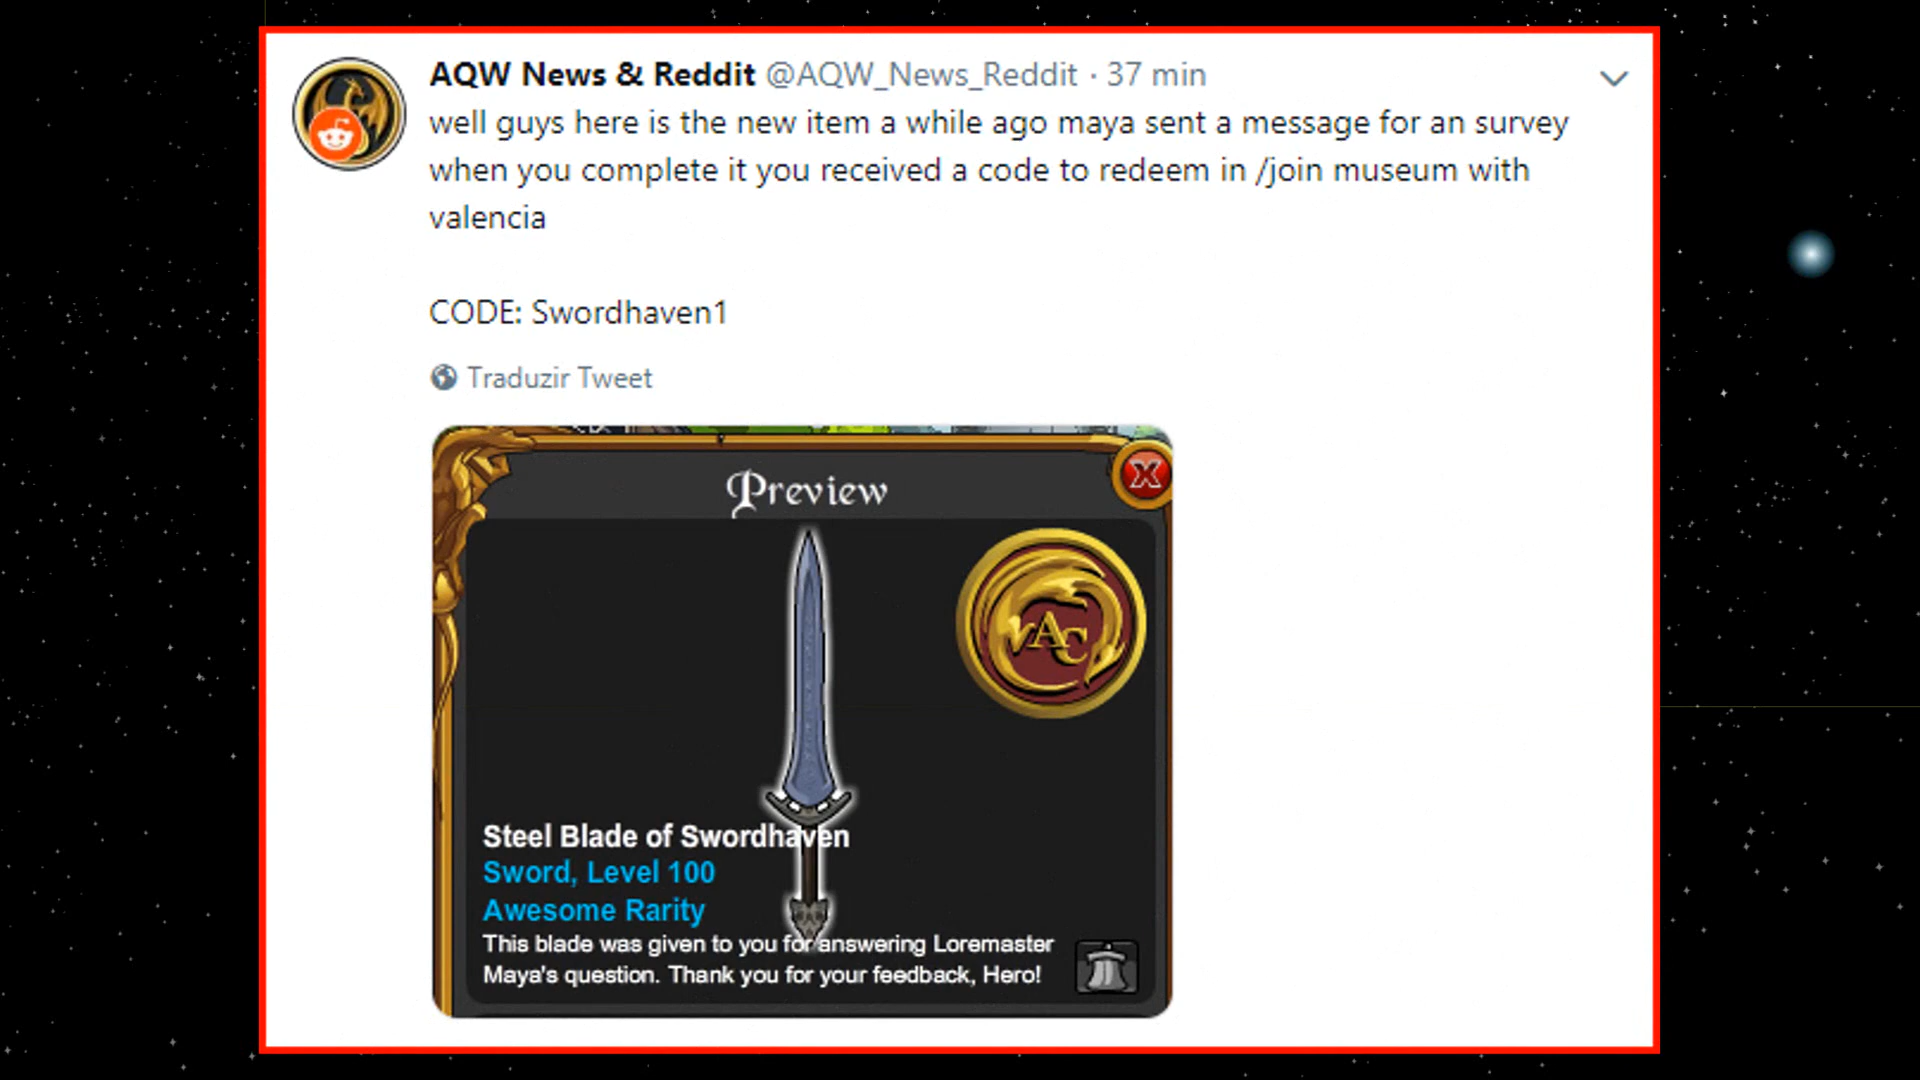 AQW News & Reddit @AQW_News_Reddit · 37 min
well guys here is the new item a while ago maya sent a message for an survey
when you complete it you received a code to redeem in /join museum with
valencia
CODE: Swordhaven1
Traduzir Tweet
Preview
X
AC
Steel Blade of Swordhaven
Sword, Level 100
Awesome Rarity
This blade was given to you for answering Loremaster
Maya's question. Thank you for your feedback, Hero!